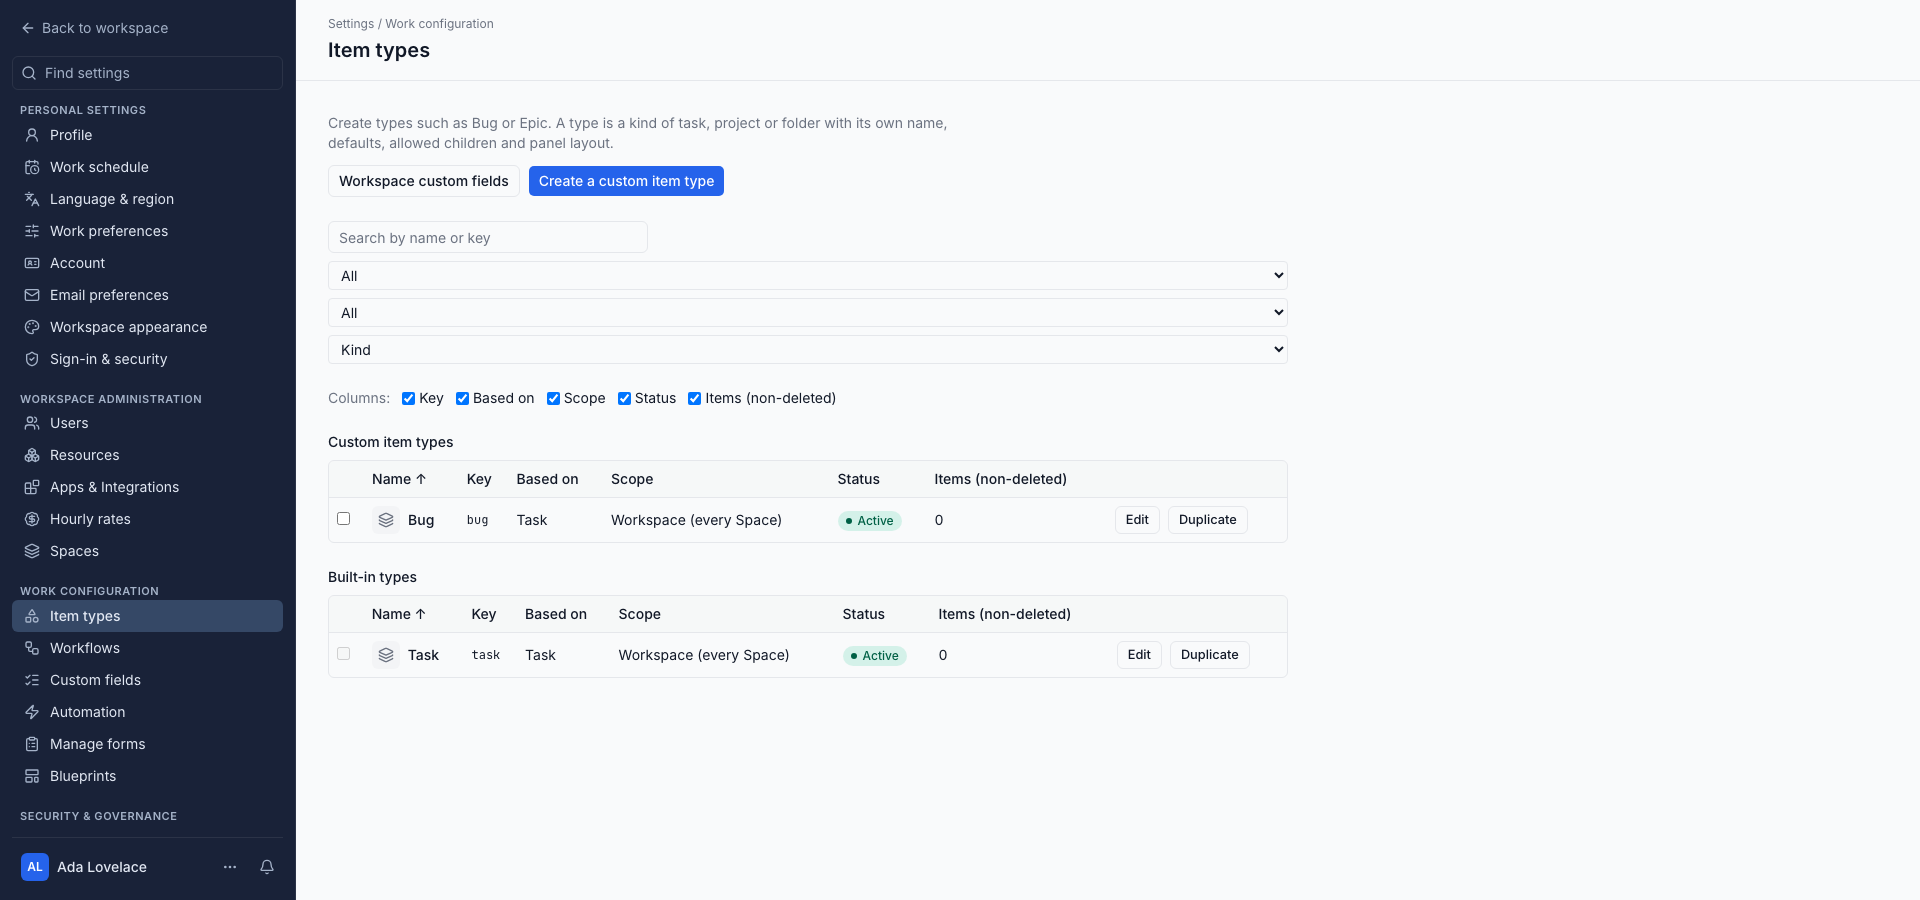 Back to workspace
Find settings
PERSONAL SETTINGS
Profile
Work schedule
Language & region
Work preferences
Account
Email preferences
Workspace appearance
Sign-in & security
WORKSPACE ADMINISTRATION
Users
Resources
Apps & Integrations
Hourly rates
Spaces
WORK CONFIGURATION
Item types
Workflows
Custom fields
Automation
Manage forms
Blueprints
SECURITY & GOVERNANCE
AL Ada Lovelace
Settings / Work configuration
Item types
Create types such as Bug or Epic. A type is a kind of task, project or folder with its own name,
defaults, allowed children and panel layout.
Workspace custom fields Create a custom item type
Search by name or key
All
All
Kind
Columns: Key Based on Scope Status Items (non-deleted)
Custom item types
Name ↑ Key Based on Scope Status Items (non-deleted)
Bug bug Task Workspace (every Space) Active 0 Edit Duplicate
Built-in types
Name ↑ Key Based on Scope Status Items (non-deleted)
Task task Task Workspace (every Space) Active 0 Edit Duplicate